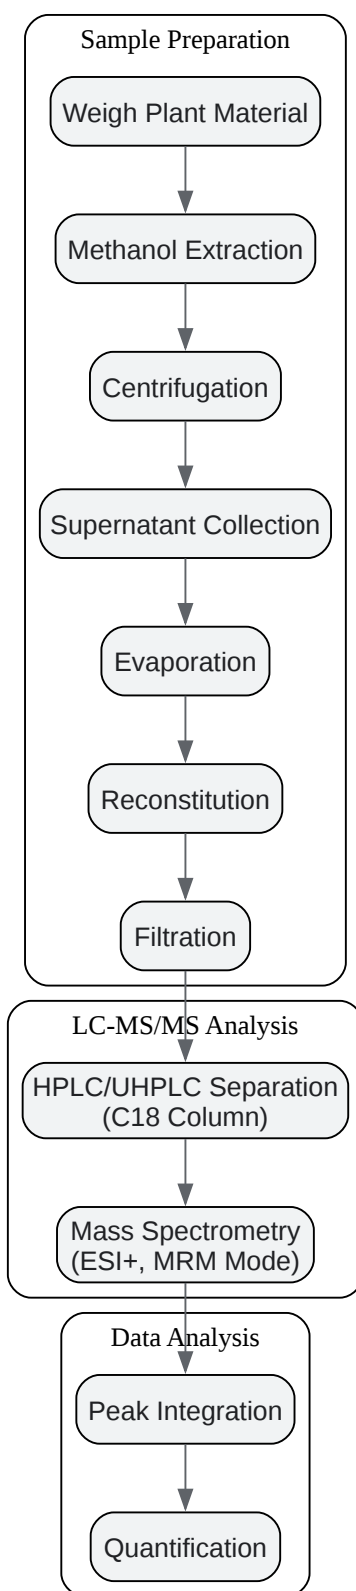 Sample Preparation
Weigh Plant Material
Methanol Extraction
Centrifugation
Supernatant Collection
Evaporation
Reconstitution
Filtration
LC-MS/MS Analysis
HPLC/UHPLC Separation
(C18 Column)
Mass Spectrometry
(ESI+, MRM Mode)
Data Analysis
Peak Integration
Quantification